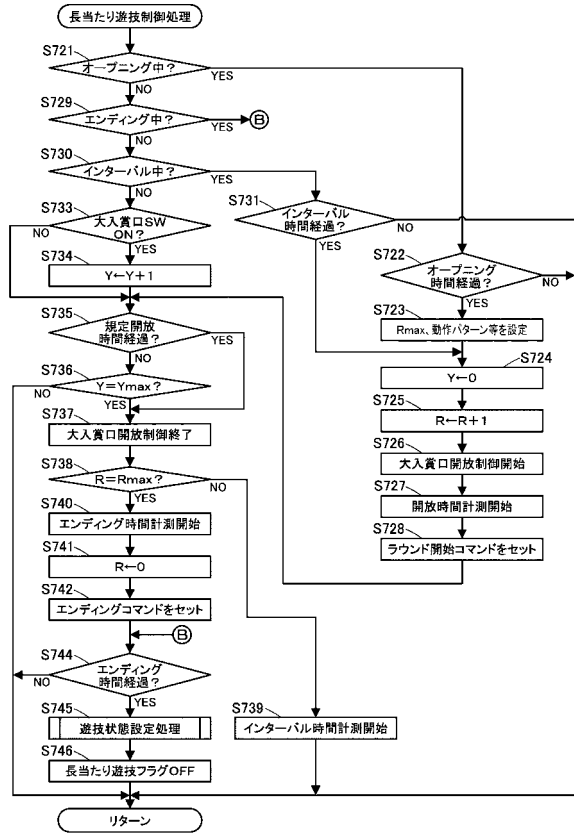 長当たり遊技制御処理
S721
オープニング中？
YES
NO
S729
エンディング中？
YES
B
NO
S730
インターバル中？
YES
NO
S731
インターバル
時間経過？
NO
YES
S733
大入賞口SW
ON？
NO
YES
S734
Y←Y+1
S722
オープニング
時間経過？
NO
YES
S723
Rmax、動作パターン等を設定
S724
Y←0
S725
R←R+1
S726
大入賞口開放制御開始
S727
開放時間計測開始
S728
ラウンド開始コマンドをセット
S735
規定開放
時間経過？
YES
NO
S736
Y=Ymax？
NO
YES
S737
大入賞口開放制御終了
S738
R=Rmax？
NO
YES
S740
エンディング時間計測開始
S741
R←0
S742
エンディングコマンドをセット
B
S744
エンディング
時間経過？
NO
YES
S739
インターバル時間計測開始
S745
遊技状態設定処理
S746
長当たり遊技フラグOFF
リターン